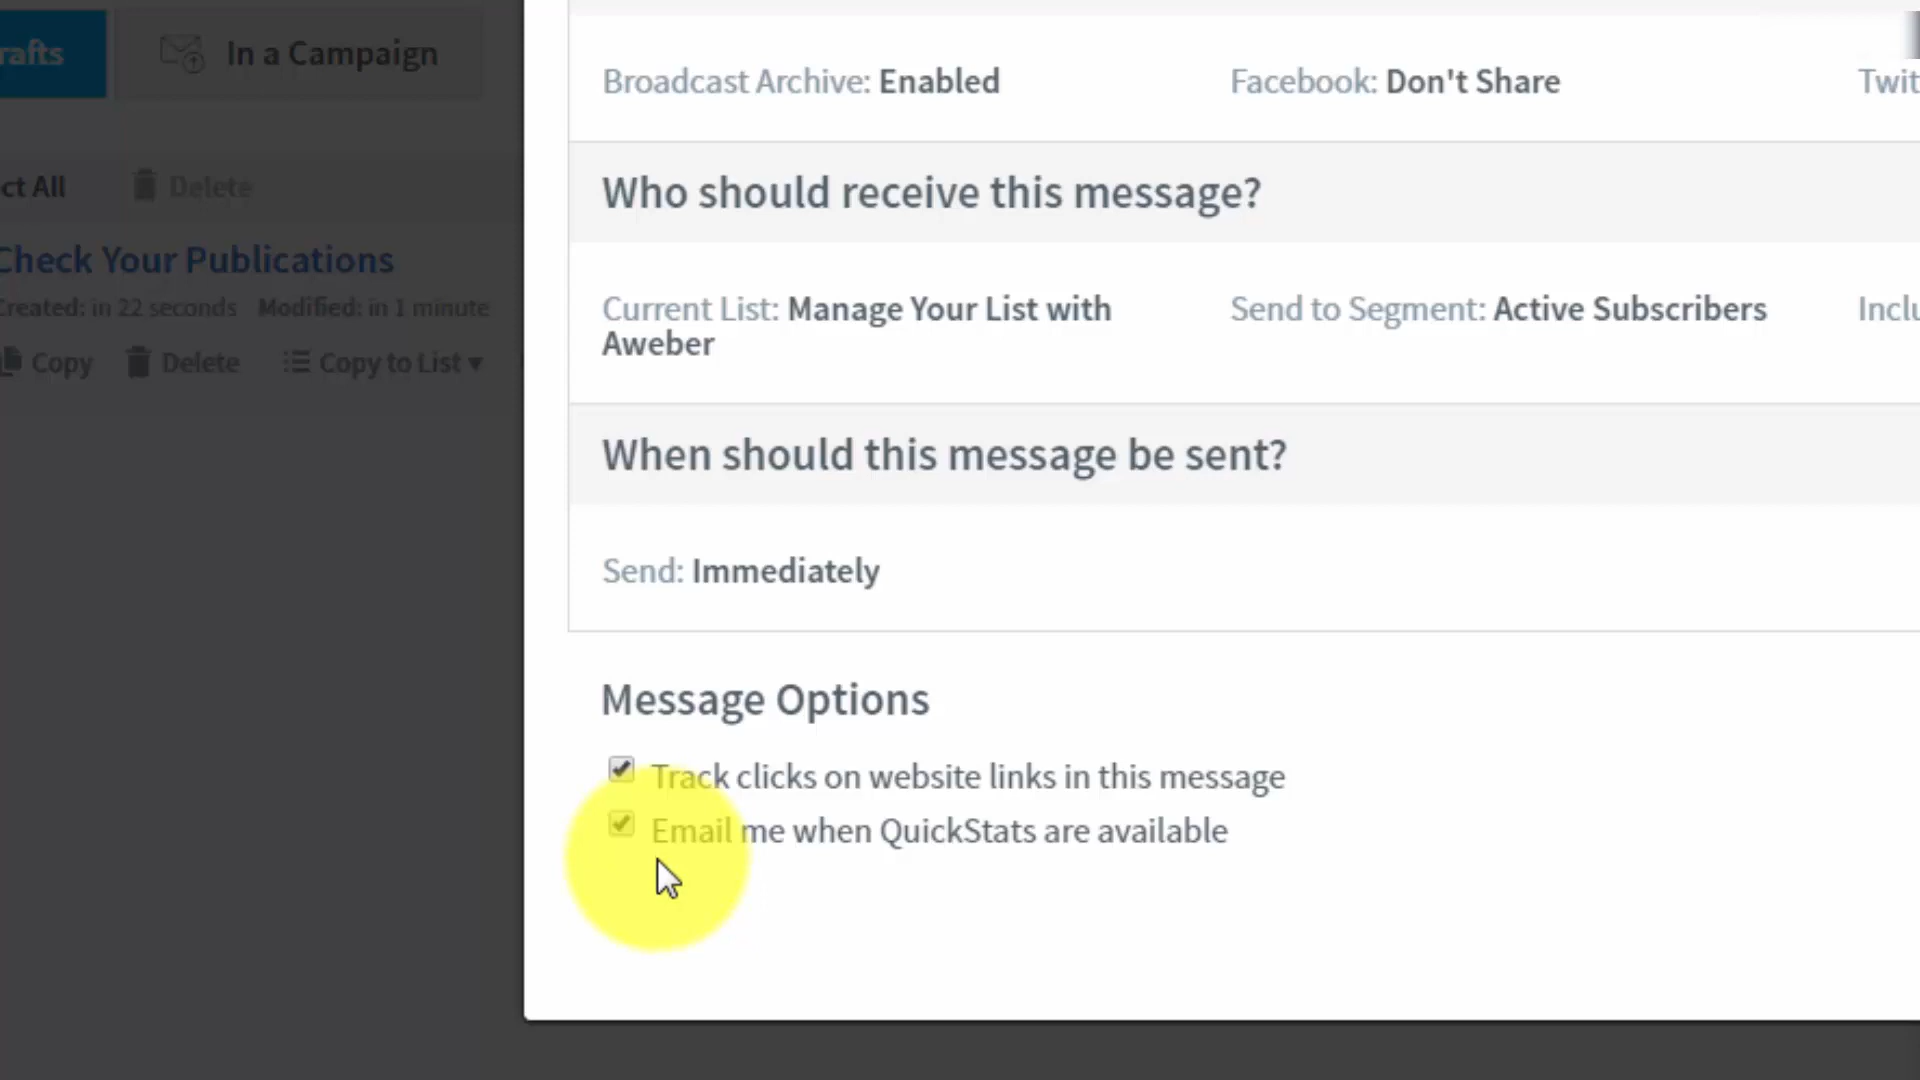 rafts In a Campaign
Broadcast Archive: Enabled Facebook: Don't Share Twit
ct All Delete
Who should receive this message?
Check Your Publications
Created: in 22 seconds Modified: in 1 minute
Current List: Manage Your List with Send to Segment: Active Subscribers Inclu
Aweber
Copy Delete Copy to List
When should this message be sent?
Send: Immediately
Message Options
Track clicks on website links in this message
Email me when QuickStats are available